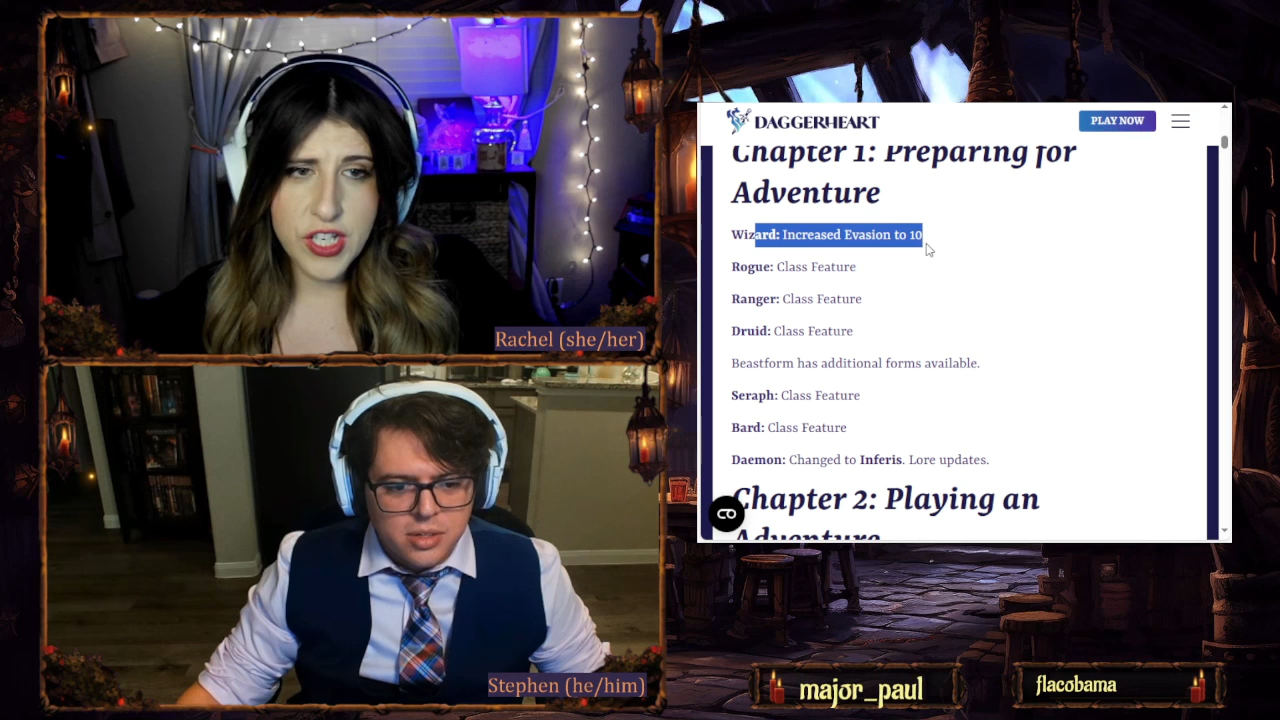 Rachel (she/her)
Stephen (he/him)
DAGGERHEART
PLAY NOW
Chapter 1: Preparing for
Adventure
Wizard: Increased Evasion to 10
Rogue: Class Feature
Ranger: Class Feature
Druid: Class Feature
Beastform has additional forms available.
Seraph: Class Feature
Bard: Class Feature
Daemon: Changed to Inferis. Lore updates.
Chapter 2: Playing an
Adventure
major_paul
flacobama